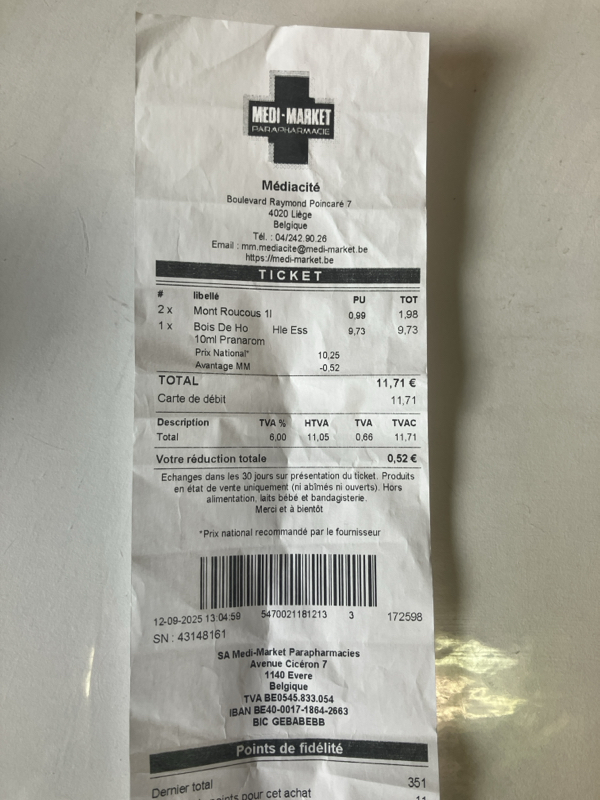 MEDI-MARKET
PARAPHARMACIE
Médiacité
Boulevard Raymond Poincaré 7
4020 Liège
Belgique
Tél. : 04/242.90.26
Email : mm.mediacite@medi-market.be
https://medi-market.be
TICKET
# libellé PU TOT
2 x Mont Roucous 1l 0,99 1,98
1 x Bois De Ho Hle Ess 9,73 9,73
10ml Pranarom
Prix National* 10,25
Avantage MM -0.52
TOTAL 11,71 €
Carte de débit 11,71
Description TVA % HTVA TVA TVAC
Total 6,00 11,05 0,66 11,71
Votre réduction totale 0,52 €
Echanges dans les 30 jours sur présentation du ticket. Produits
en état de vente uniquement (ni abîmés ni ouverts). Hors
alimentation, laits bébé et bandagisterie.
Merci et à bientôt
*Prix national recommandé par le fournisseur
12-09-2025 13:04:59 5470021181213 3 172598
SN : 43148161
SA Medi-Market Parapharmacies
Avenue Cicéron 7
1140 Evere
Belgique
TVA BE0545.833.054
IBAN BE40-0017-1864-2663
BIC GEBABEBB
Points de fidélité
Dernier total 351
points pour cet achat 11